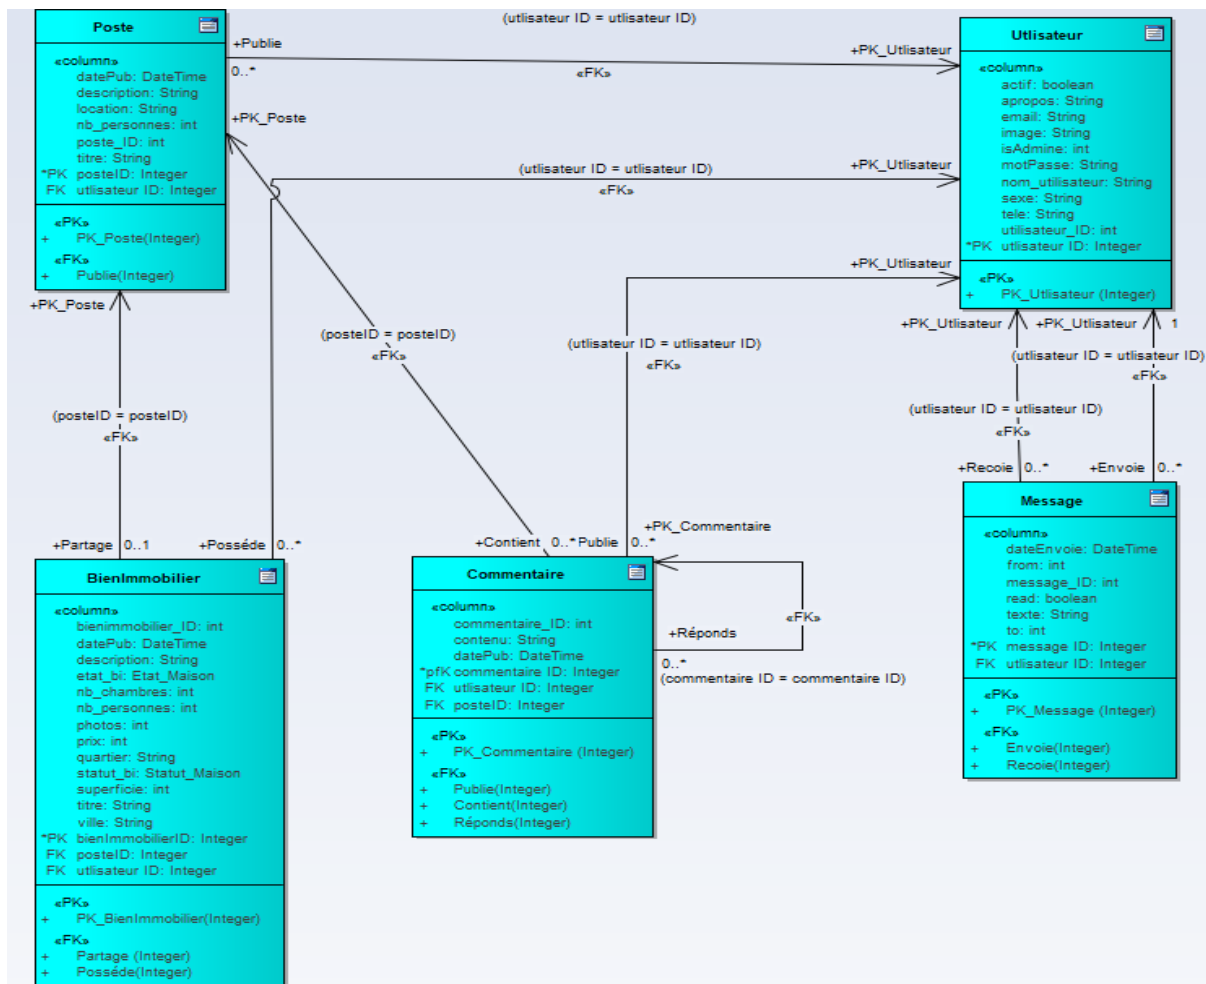 Poste
«column»
datePub: DateTime
description: String
location: String
nb_personnes: int
poste_ID: int
titre: String
*PK posteID: Integer
FK utlisateur ID: Integer
«PK»
+ PK_Poste(Integer)
«FK»
+ Publie(Integer)
(utlisateur ID = utlisateur ID)
+Publie
0..*
«FK»
+PK_Utlisateur
+PK_Poste
(utlisateur ID = utlisateur ID)
«FK»
+PK_Utlisateur
Utlisateur
«column»
actif: boolean
apropos: String
email: String
image: String
isAdmine: int
motPasse: String
nom_utlisateur: String
sexe: String
tele: String
utilisateur_ID: int
*PK utlisateur ID: Integer
«PK»
+ PK_Utlisateur (Integer)
+PK_Utlisateur
(utlisateur ID = utlisateur ID)
«FK»
+PK_Poste
(posteID = posteID)
«FK»
(posteID = posteID)
«FK»
+PK_Utlisateur
+PK_Utlisateur 1
(utlisateur ID = utlisateur ID)
«FK»
(utlisateur ID = utlisateur ID)
«FK»
+Recoie 0..*
+Envoie 0..*
+Partage 0..1
+Posséde 0..*
+Contient 0..*
Publie 0..*
+PK_Commentaire
«FK»
+Réponds
0..*
(commentaire ID = commentaire ID)
BienImmobilier
«column»
bienimmobilier_ID: int
datePub: DateTime
description: String
etat_bi: Etat_Maison
nb_chambres: int
nb_personnes: int
photos: int
prix: int
quartier: String
statut_bi: Statut_Maison
superficie: int
titre: String
ville: String
*PK bienImmobilierID: Integer
FK posteID: Integer
FK utlisateur ID: Integer
«PK»
+ PK_BienImmobilier(Integer)
«FK»
+ Partage (Integer)
+ Posséde(Integer)
Commentaire
«column»
commentaire_ID: int
contenu: String
datePub: DateTime
*pfK commentaire ID: Integer
FK utlisateur ID: Integer
FK posteID: Integer
«PK»
+ PK_Commentaire (Integer)
«FK»
+ Publie(Integer)
+ Contient(Integer)
+ Réponds(Integer)
Message
«column»
dateEnvoie: DateTime
from: int
message_ID: int
read: boolean
texte: String
to: int
*PK message ID: Integer
FK utlisateur ID: Integer
«PK»
+ PK_Message (Integer)
«FK»
+ Envoie(Integer)
+ Recoie(Integer)